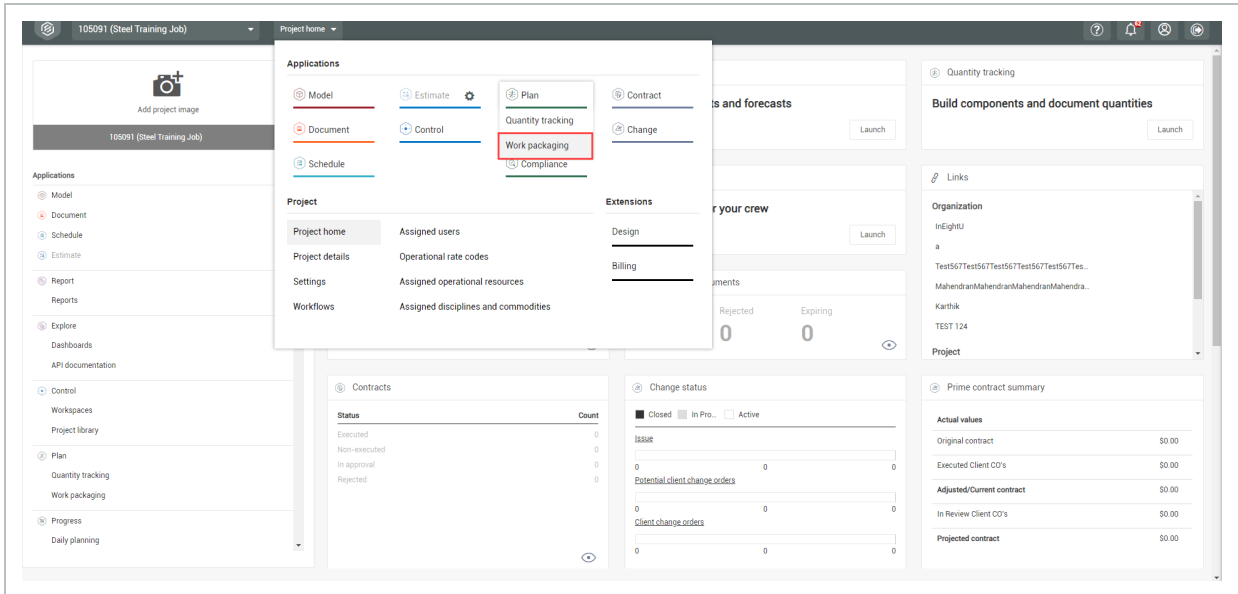 105091 (Steel Training Job)
Project home
Applications
Model
Estimate
Plan
Contract
Quantity tracking
Document
Control
Change
Work packaging
Schedule
Compliance
Project
Extensions
Project home
Assigned users
Design
Project details
Operational rate codes
Billing
Settings
Assigned operational resources
Workflows
Assigned disciplines and commodities
Add project image
105091 (Steel Training Job)
Applications
Model
Document
Schedule
Estimate
Report
Reports
Explore
Dashboards
API documentation
Control
Workspaces
Project library
Plan
Quantity tracking
Work packaging
Progress
Daily planning
and forecasts
Launch
Quantity tracking
Build components and document quantities
Launch
your crew
Launch
Links
Organization
InEightU
a
Test567Test567Test567Test567Test567Tes...
MahendranMahendranMahendranMahendra...
Karthik
TEST 124
Project
Rejected
Expiring
0
0
Contracts
Status
Count
Executed
0
Non-executed
0
In approval
0
Rejected
0
Change status
Closed
In Pro...
Active
Issue
0
0
0
Potential client change orders
0
0
0
Client change orders
0
0
0
Prime contract summary
Actual values
Original contract
$0.00
Executed Client CO's
$0.00
Adjusted/Current contract
$0.00
In Review Client CO's
$0.00
Projected contract
$0.00